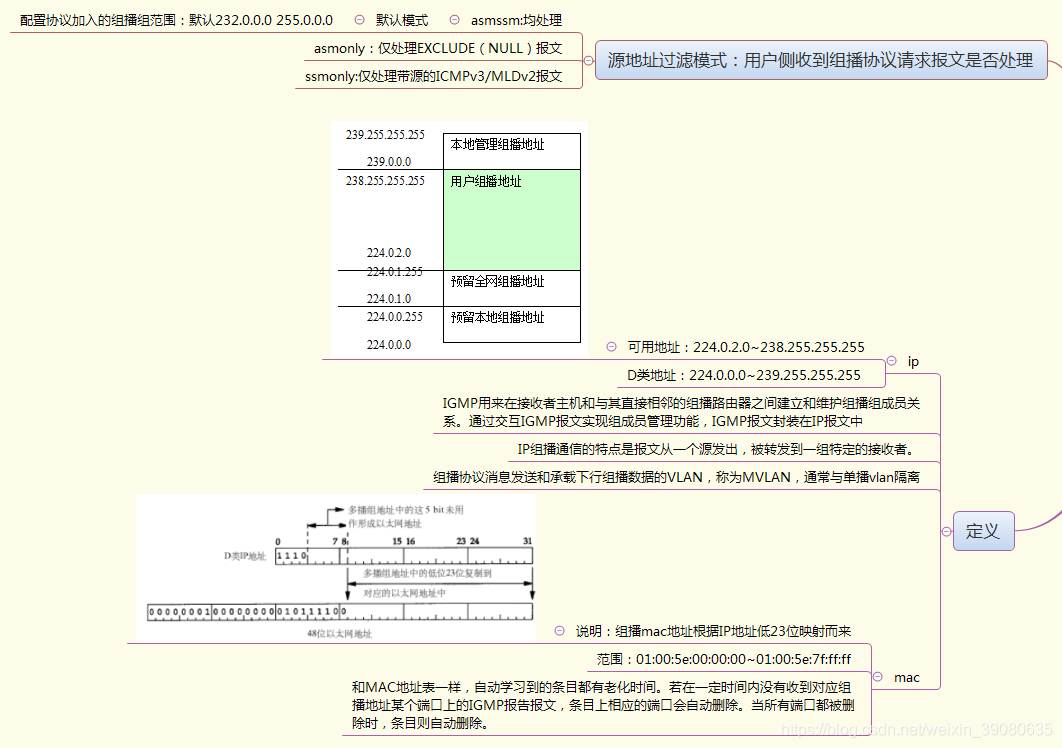 配置协议加入的组播组范围：默认232.0.0.0 255.0.0.0
默认模式
asmssm:均处理
asmonly：仅处理EXCLUDE（NULL）报文
ssmonly:仅处理带源的ICMPv3/MLDv2报文
源地址过滤模式：用户侧收到组播协议请求报文是否处理
239.255.255.255
本地管理组播地址
239.0.0.0
238.255.255.255
用户组播地址
224.0.2.0
224.0.1.255
预留全网组播地址
224.0.1.0
224.0.0.255
预留本地组播地址
224.0.0.0
可用地址：224.0.2.0~238.255.255.255
ip
D类地址：224.0.0.0~239.255.255.255
IGMP用来在接收者主机和与其直接相邻的组播路由器之间建立和维护组播组成员关
系。通过交互IGMP报文实现组成员管理功能，IGMP报文封装在IP报文中
IP组播通信的特点是报文从一个源发出，被转发到一组特定的接收者。
组播协议消息发送和承载下行组播数据的VLAN，称为MVLAN，通常与单播vlan隔离
定义
多播组地址中的这 5 bit未用
作形成以太网地址
0 7 8 15 16 23 24 31
D类IP地址
1 1 1 0
多播组地址中的低位23位复制到
对应的以太网地址中
0 0 0 0 0 0 0 1 0 0 0 0 0 0 0 0 0 1 0 1 1 1 1 0 0
48位以太网地址
说明：组播mac地址根据IP地址低23位映射而来
范围：01:00:5e:00:00:00~01:00:5e:7f:ff:ff
mac
和MAC地址表一样，自动学习到的条目都有老化时间。若在一定时间内没有收到对应组
播地址某个端口上的IGMP报告报文，条目上相应的端口会自动删除。当所有端口都被删
除时，条目则自动删除。
https://blog.csdn.net/weixin_39080635